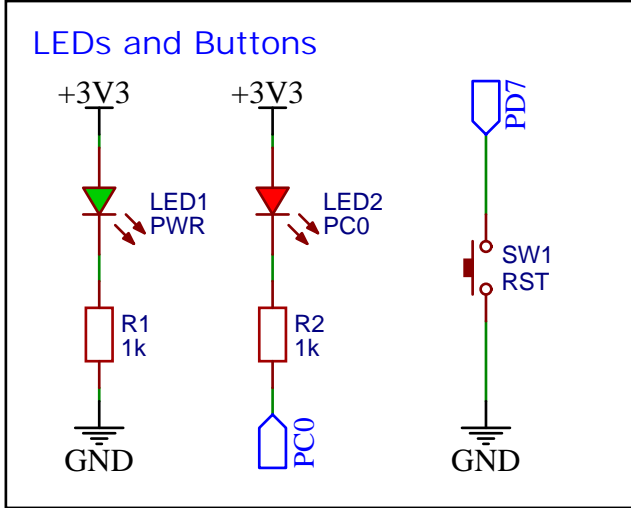 LEDs and Buttons
+3V3
+3V3
PD7
LED1
PWR
LED2
PC0
SW1
RST
R1
1k
R2
1k
GND
PC0
GND